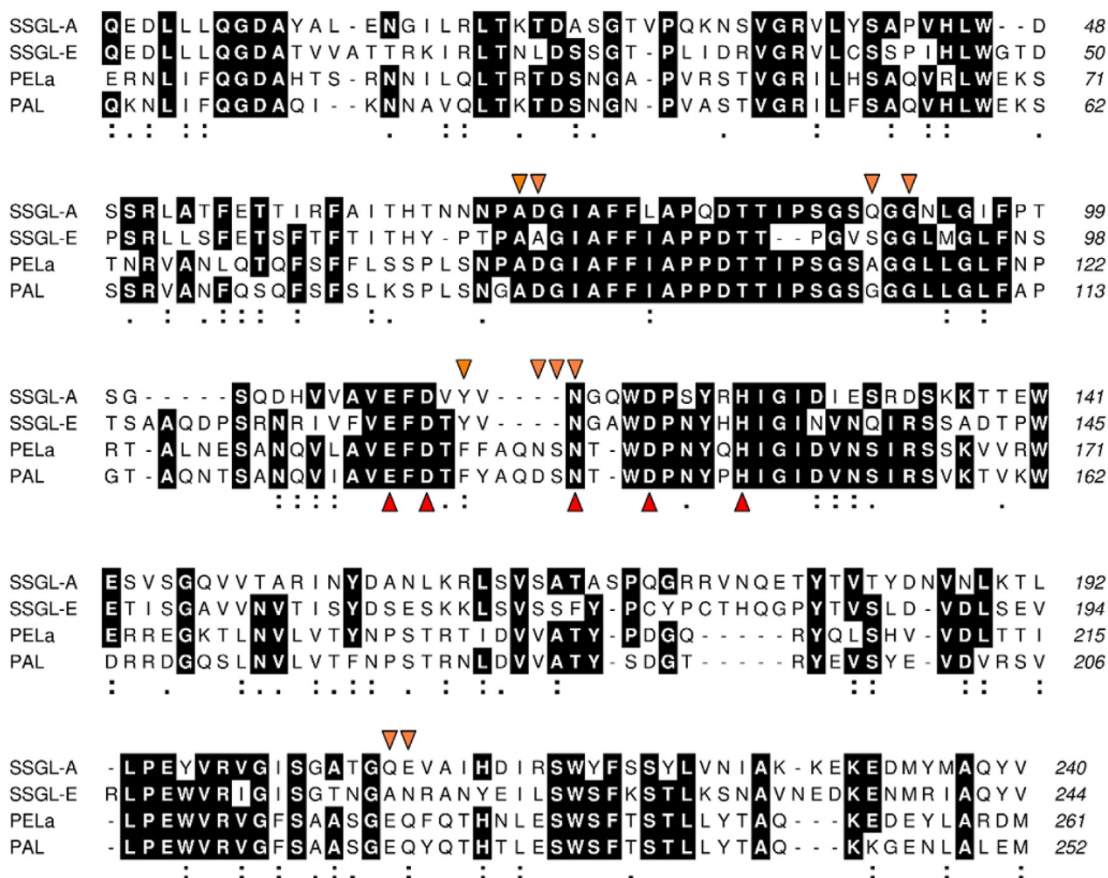 SSGL-A QEDLLLQGDAYAL-ENGILRLTKTDASGTVPQKNSVGRVLYSAPVHLW--D 48
SSGL-E QEDLLLQGDATVVATTRKIRLTNLDSSGT-PLIDRVGRVLCSSPIHLWGTD 50
PELa ERNLIFQGDAHTS-RNNILQLTRTDSNGA-PVRSTVGRILHSAQVRLWEKS 71
PAL QKNLIFQGDAQI--KNNAVQLTKTDSNGN-PVASTVGRILFSAQVHLWEKS 62
:.: :: . :: . :. . : : :: .
SSGL-A SSRLATFETTIRFAITHTNNNPADGIAFFLAPQDTTIPSGSQGGNLGIFPT 99
SSGL-E PSRLLSFETSFTFTITHY-PTPAAGIAFFIAPPDTT--PGVSGGLMGLFNS 98
PELa TNRVANLQTQFSFFLSSPLSNPADGIAFFIAPPDTTIPSGSAGGLLGLFNP 122
PAL SSRVANFQSQFSFSLKSPLSNGADGIAFFIAPPDTTIPSGSGGGLLGLFAP 113
. : .::: : :. . : : :
SSGL-A SG-----SQDHVVAVEFDVYV----NGQWDPSYRHIGIDIESRDSKKTTEW 141
SSGL-E TSAAQDPSRNRIVFVEFDTYV----NGAWDPNYHHIGINVNQIRSSADTPW 145
PELa RT-ALNESANQVLAVEFDTFFAQNSNT-WDPNYQHIGIDVNSIRSSKVVRW 171
PAL GT-AQNTSANQVIAVEFDTFYAQDSNT-WDPNYPHIGIDVNSIRSVKTVKW 162
:::: .: . :::. .
SSGL-A ESVSGQVVTARINYDANLKRLSVSATASPQGRRVNQETYTVTYDNVNLKTL 192
SSGL-E ETISGAVVNVTISYDSESKKLSVSSFY-PCYPCTHQGPYTVSLD-VDLSEV 194
PELa ERREGKTLNVLVTYNPSTRTIDVVATY-PDGQ-----RYQLSHV-VDLTTI 215
PAL DRRDGQSLNVLVTFNPSTRNLDVVATY-SDGT-----RYEVSYE-VDVRSV 206
: . :.. :.:: . : :. : :: :: :
SSGL-A -LPEYVRVGISGATGQEVAIHDIRSWYFSSYLVNIAK-KEKEDMYMAQYV 240
SSGL-E RLPEWVRIGISGTNGANRANYEILSWSFKSTLKSNAVNEDKENMRIAQYV 244
PELa -LPEWVRVGFSAASGEQFQTHNLESWSFTSTLLYTAQ---KEDEYLARDM 261
PAL -LPEWVRVGFSAASGEQYQTHTLESWSFTSTLLYTAQ---KKGENLALEM 252
: : : :: : . : : :